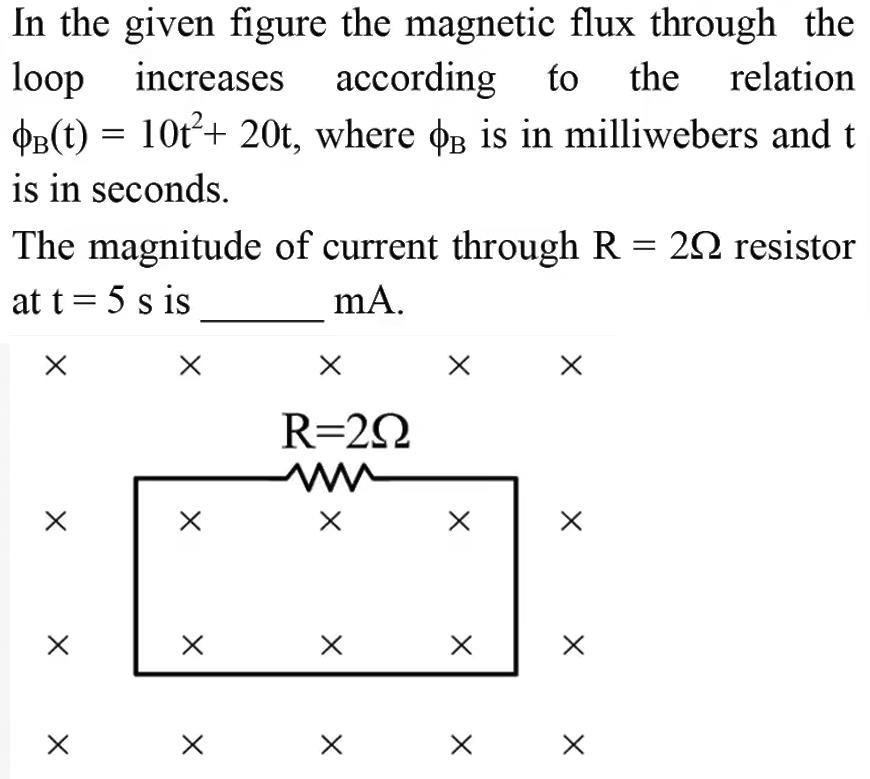 In the given figure the magnetic flux through the
loop increases according to the relation
ϕB(t) = 10t²+ 20t, where ϕB is in milliwebers and t
is in seconds.
The magnitude of current through R = 2Ω resistor
at t = 5 s is ______ mA.
R=2Ω